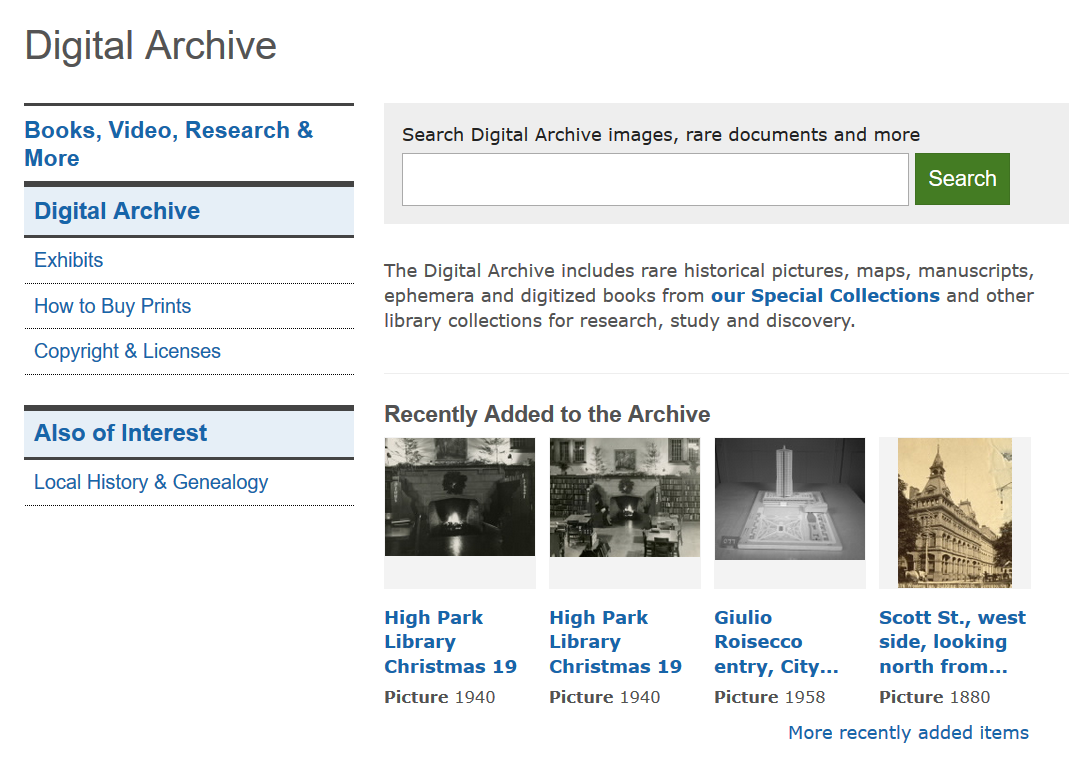 Digital Archive
Books, Video, Research &
More
Digital Archive
Exhibits
How to Buy Prints
Copyright & Licenses
Also of Interest
Local History & Genealogy
Search Digital Archive images, rare documents and more
Search
The Digital Archive includes rare historical pictures, maps, manuscripts,
ephemera and digitized books from our Special Collections and other
library collections for research, study and discovery.
Recently Added to the Archive
High Park
Library
Christmas 19
Picture 1940
High Park
Library
Christmas 19
Picture 1940
Giulio
Roisecco
entry, City...
Picture 1958
Scott St., west
side, looking
north from...
Picture 1880
More recently added items